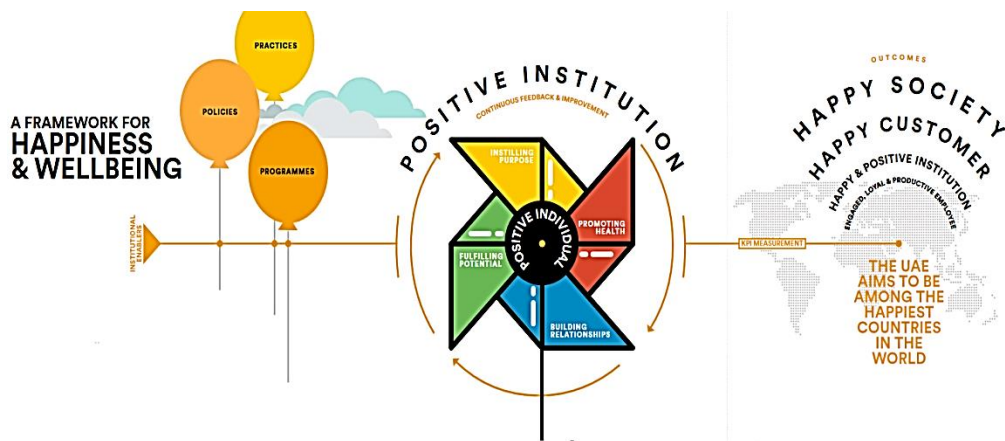 A FRAMEWORK FOR
HAPPINESS
& WELLBEING
PRACTICES
POLICIES
PROGRAMMES
INSTITUTIONAL
ENABLERS
POSITIVE INSTITUTION
CONTINUOUS FEEDBACK & IMPROVEMENT
INSTILLING
PURPOSE
PROMOTING
HEALTH
POSITIVE INDIVIDUAL
FULFILLING
POTENTIAL
BUILDING
RELATIONSHIPS
KPI MEASUREMENT
OUTCOMES
HAPPY SOCIETY
HAPPY CUSTOMER
HAPPY & POSITIVE INSTITUTION
ENGAGED, LOYAL & PRODUCTIVE EMPLOYEE
THE UAE
AIMS TO BE
AMONG THE
HAPPIEST
COUNTRIES
IN THE
WORLD